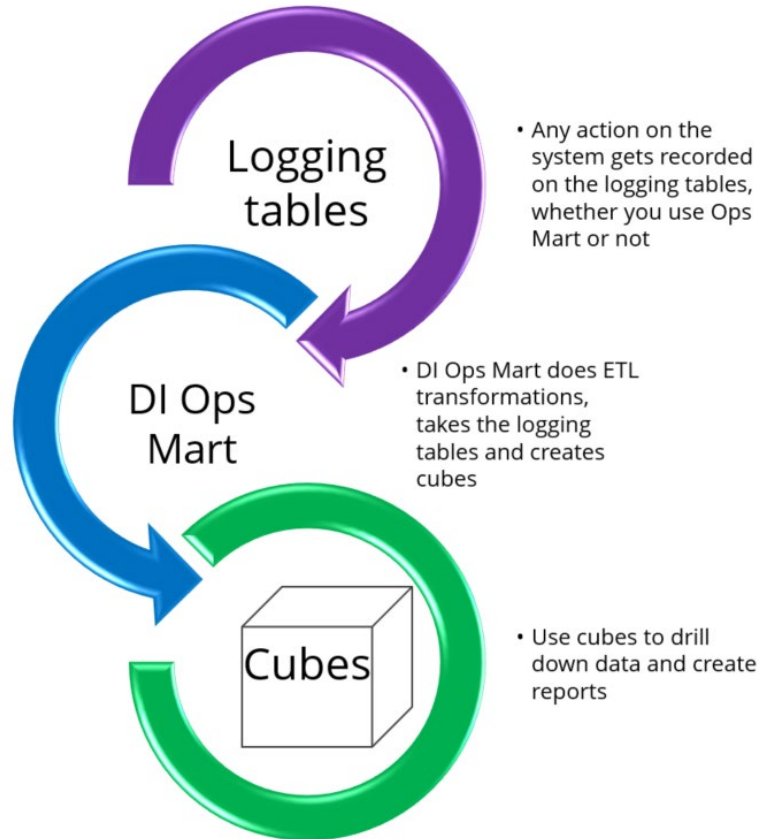 Logging
tables
• Any action on the
system gets recorded
on the logging tables,
whether you use Ops
Mart or not
DI Ops
Mart
• DI Ops Mart does ETL
transformations,
takes the logging
tables and creates
cubes
Cubes
• Use cubes to drill
down data and create
reports